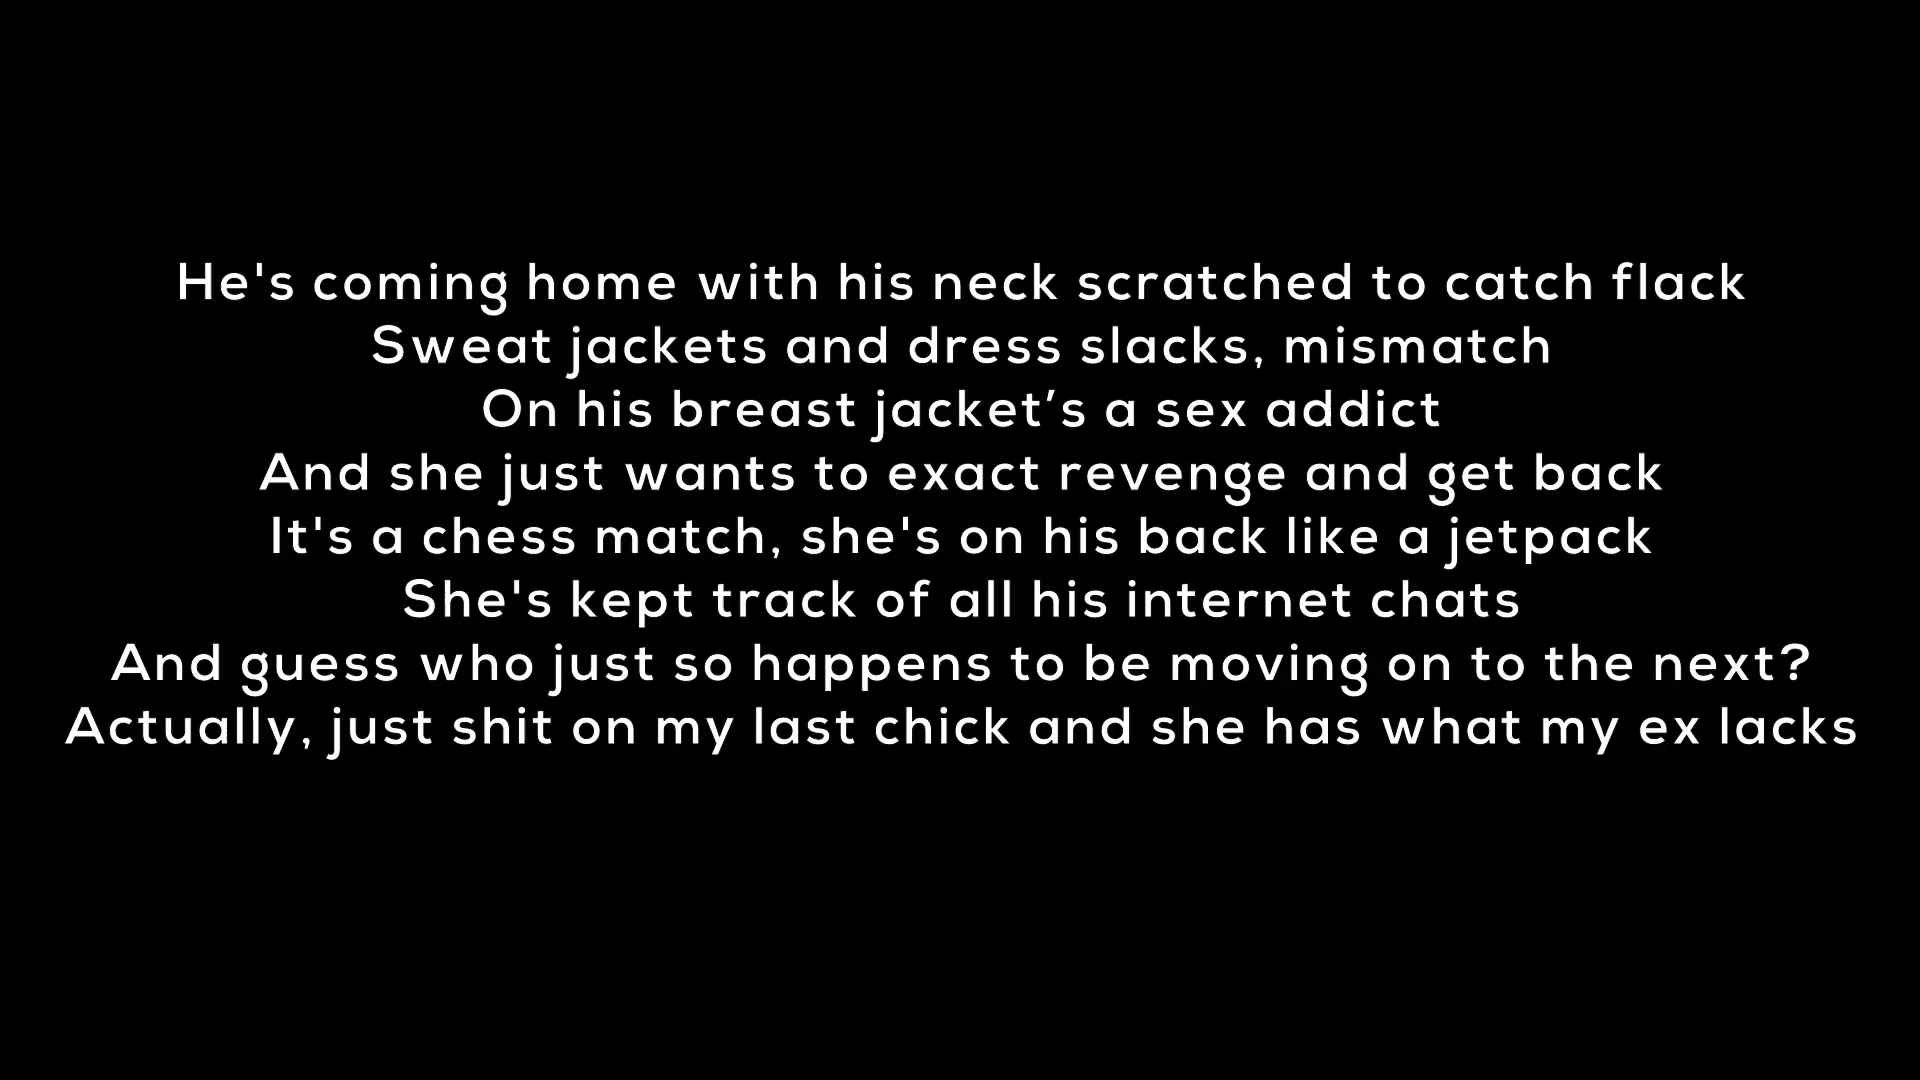 He's coming home with his neck scratched to catch flack
Sweat jackets and dress slacks, mismatch
On his breast jacket’s a sex addict
And she just wants to exact revenge and get back
It's a chess match, she's on his back like a jetpack
She's kept track of all his internet chats
And guess who just so happens to be moving on to the next?
Actually, just shit on my last chick and she has what my ex lacks